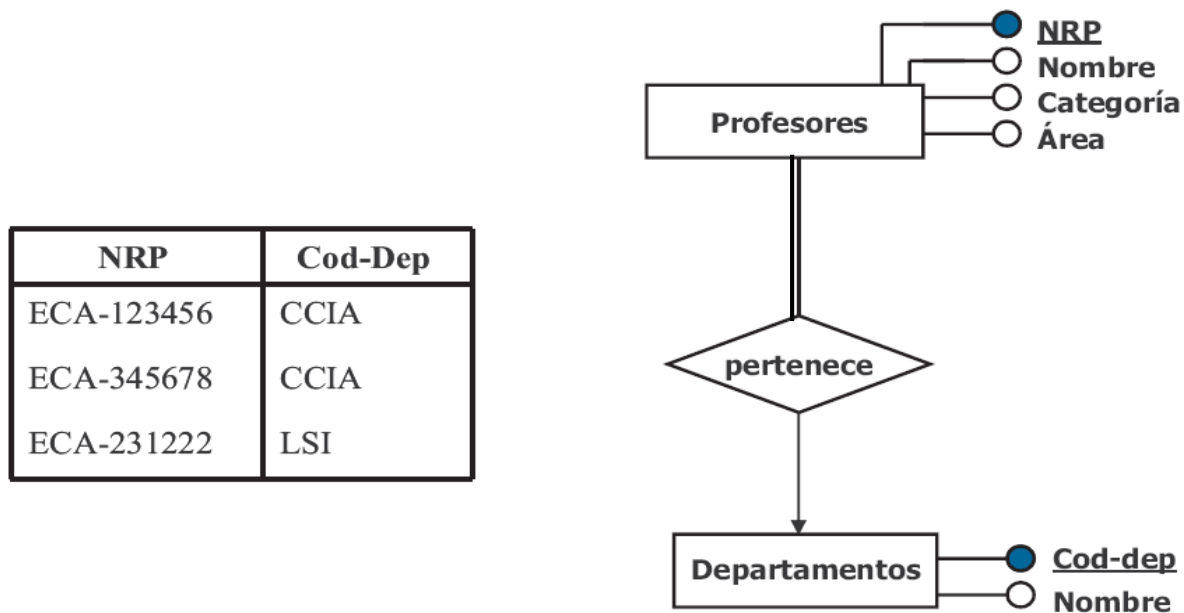 NRP Cod-Dep
ECA-123456 CCIA
ECA-345678 CCIA
ECA-231222 LSI
NRP
Nombre
Categoría
Área
Profesores
pertenece
Departamentos
Cod-dep
Nombre